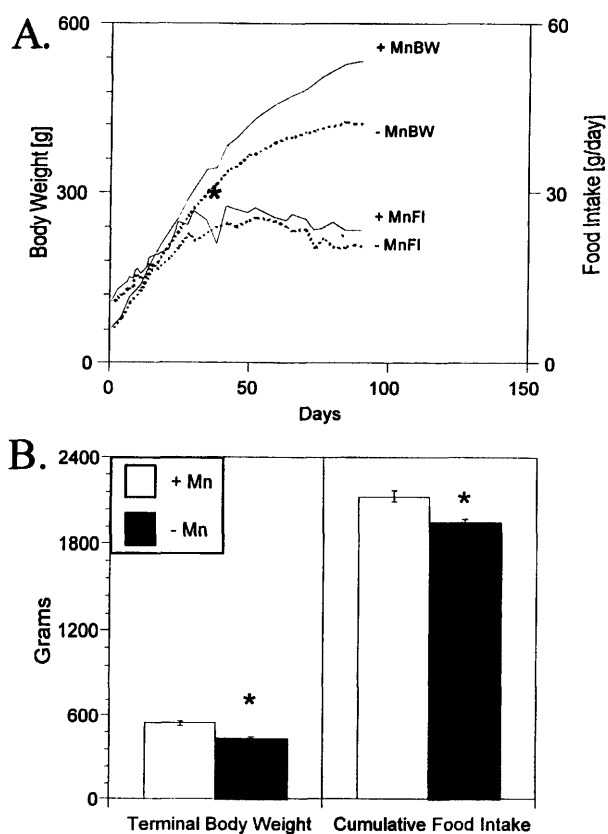 A.
600
300
0
Body Weight [g]
60
30
0
Food Intake [g/day]
+ MnBW
- MnBW
+ MnFI
- MnFI
*
0
50
100
150
Days
B.
2400
1800
1200
600
0
Grams
+ Mn
- Mn
*
*
Terminal Body Weight
Cumulative Food Intake